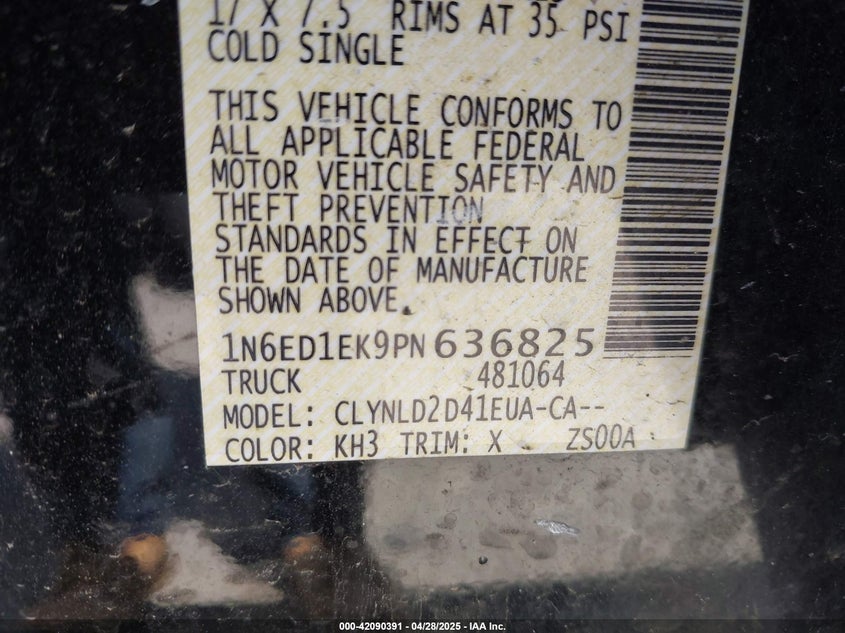 17 X 7.5 RIMS AT 35 PSI
COLD SINGLE
THIS VEHICLE CONFORMS TO
ALL APPLICABLE FEDERAL
MOTOR VEHICLE SAFETY AND
THEFT PREVENTION
STANDARDS IN EFFECT ON
THE DATE OF MANUFACTURE
SHOWN ABOVE.
1N6ED1EK9PN636825
TRUCK 481064
MODEL: CLYNLD2D41EUA-CA--
COLOR: KH3 TRIM: X ZS00A
000-42090391 - 04/28/2025 - IAA Inc.